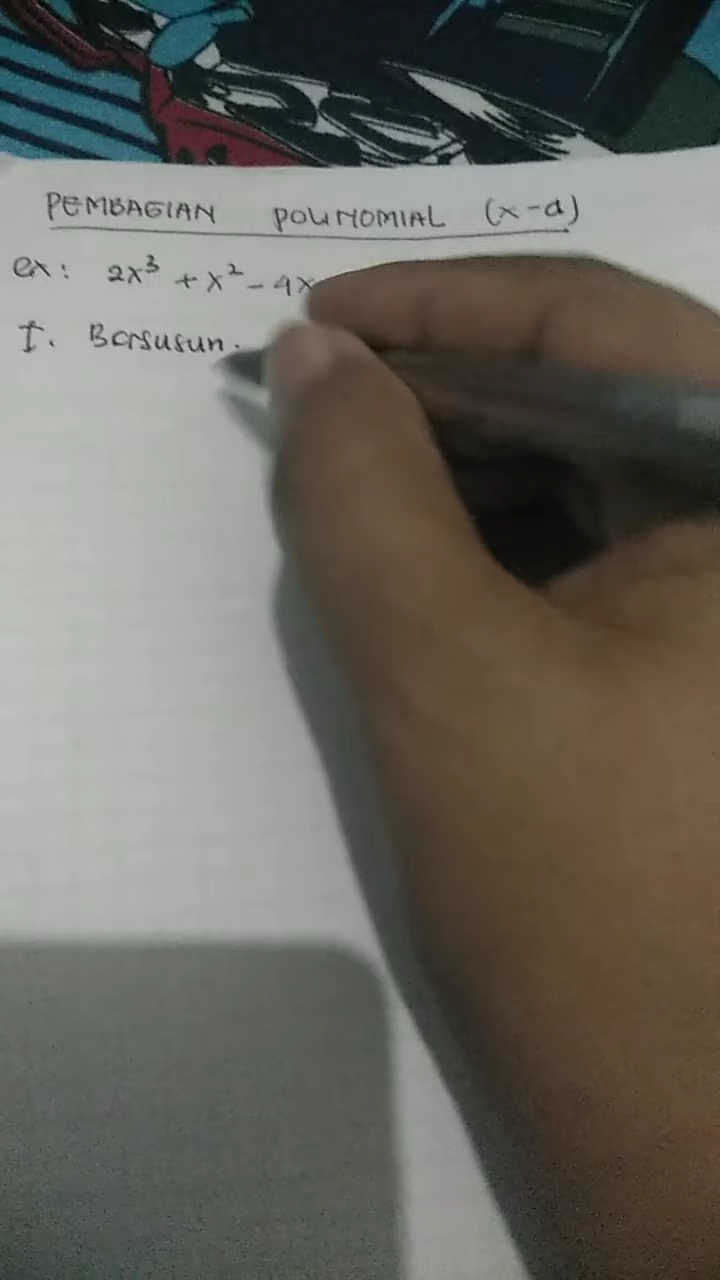 PEMBAGIAN POLINOMIAL (x-a)
ex: 2x³ + x² - 4x
I. Bersusun.